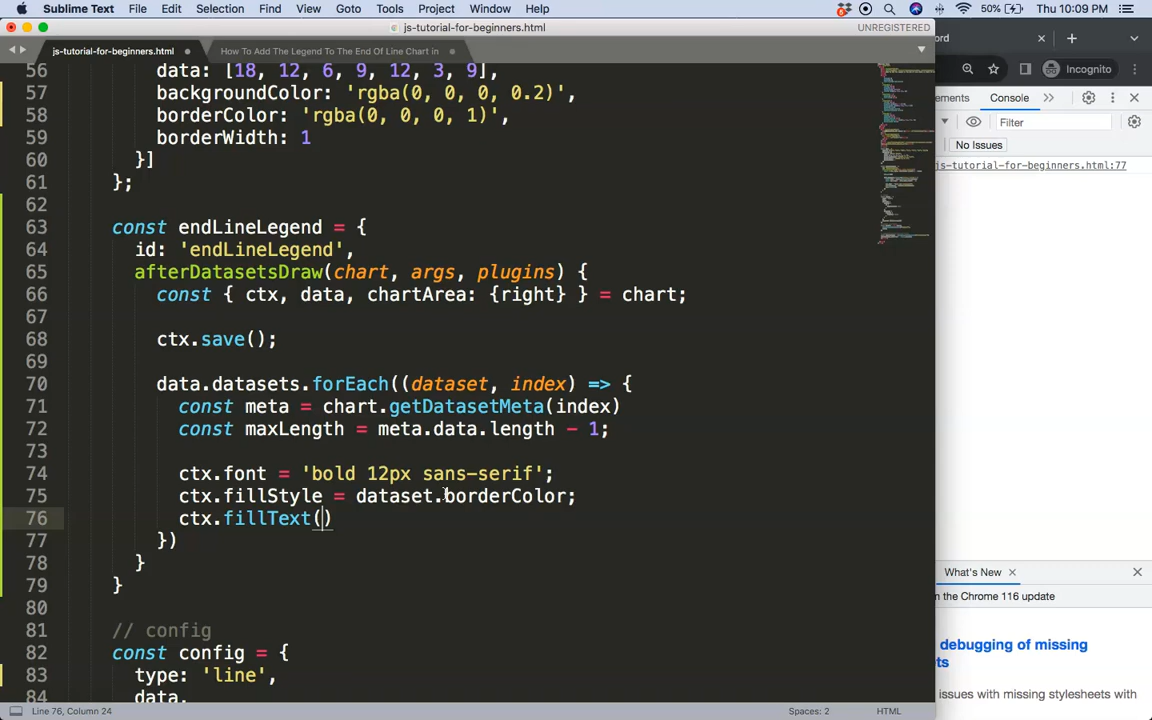 Sublime Text File Edit Selection Find View Goto Tools Project Window Help 50% Thu 10:09 PM
js-tutorial-for-beginners.html UNREGISTERED
js-tutorial-for-beginners.html How To Add The Legend To The End Of Line Chart in
ord
Incognito
ements Console
Filter
No Issues
js-tutorial-for-beginners.html:77
56 data: [18, 12, 6, 9, 12, 3, 9],
57 backgroundColor: 'rgba(0, 0, 0, 0.2)',
58 borderColor: 'rgba(0, 0, 0, 1)',
59 borderWidth: 1
60 }]
61 };
62
63 const endLineLegend = {
64 id: 'endLineLegend',
65 afterDatasetsDraw(chart, args, plugins) {
66 const { ctx, data, chartArea: {right} } = chart;
67
68 ctx.save();
69
70 data.datasets.forEach((dataset, index) => {
71 const meta = chart.getDatasetMeta(index)
72 const maxLength = meta.data.length - 1;
73
74 ctx.font = 'bold 12px sans-serif';
75 ctx.fillStyle = dataset.borderColor;
76 ctx.fillText()
77 })
78 }
79 }
80
81 // config
82 const config = {
83 type: 'line',
84 data,
What's New
n the Chrome 116 update
debugging of missing
ets
issues with missing stylesheets with
Line 76, Column 24 Spaces: 2 HTML